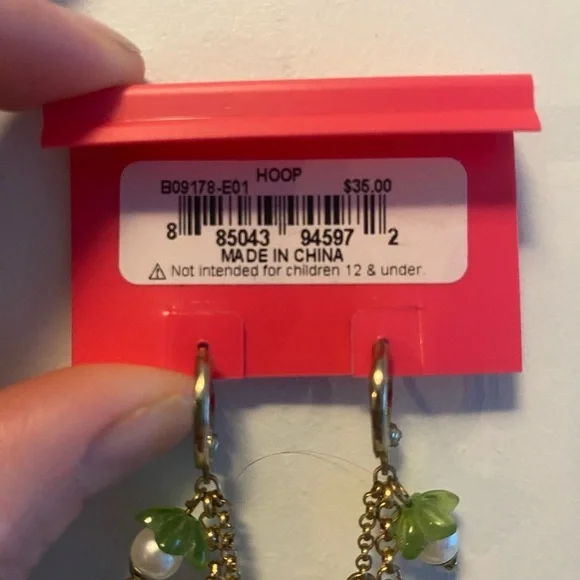 HOOP
B09178-E01 $35.00
8 85043 94597 2
MADE IN CHINA
⚠ Not intended for children 12 & under.